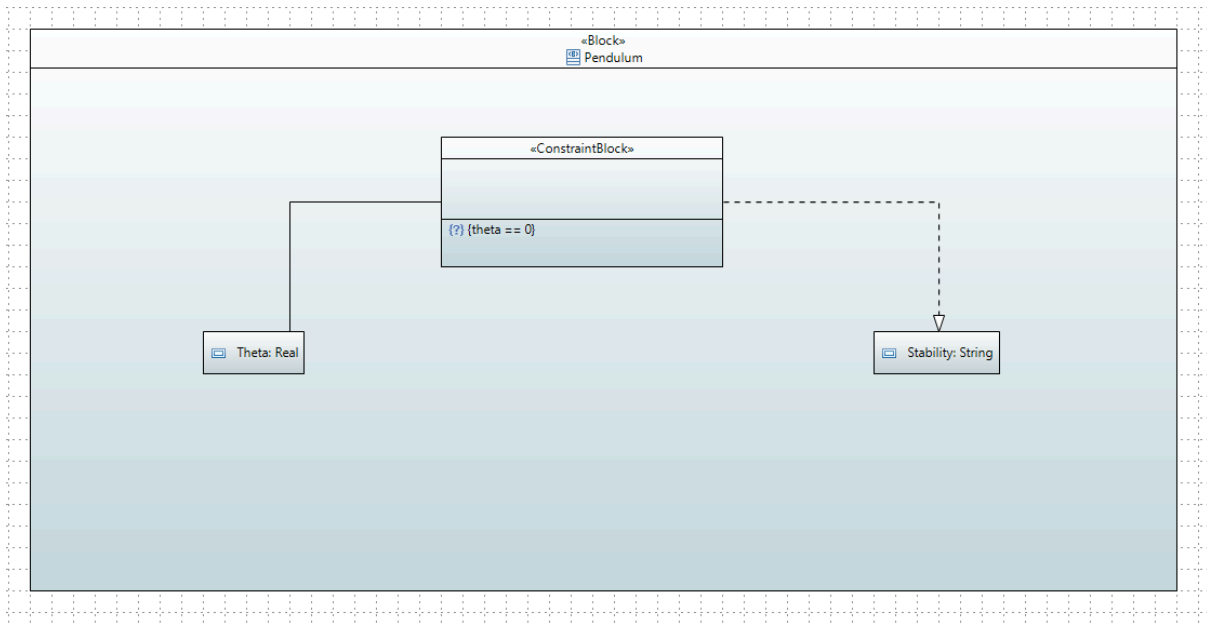 «Block»
Pendulum
«ConstraintBlock»
{?} {theta == 0}
Theta: Real
Stability: String